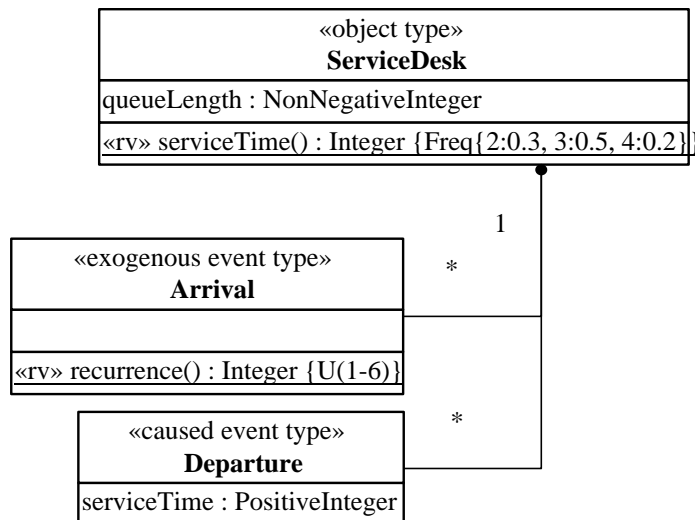 «object type»
ServiceDesk
queueLength : NonNegativeInteger
«rv» serviceTime() : Integer {Freq{2:0.3, 3:0.5, 4:0.2}}
1
«exogenous event type»
Arrival
*
«rv» recurrence() : Integer {U(1-6)}
*
«caused event type»
Departure
serviceTime : PositiveInteger